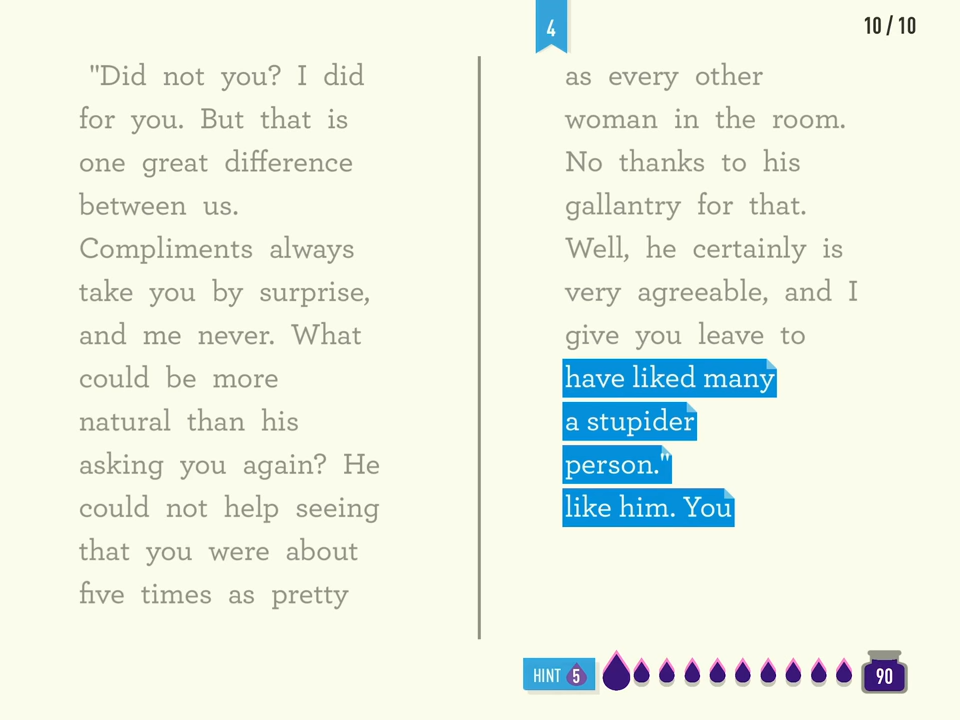 4
10 / 10
"Did not you? I did
for you. But that is
one great difference
between us.
Compliments always
take you by surprise,
and me never. What
could be more
natural than his
asking you again? He
could not help seeing
that you were about
five times as pretty
as every other
woman in the room.
No thanks to his
gallantry for that.
Well, he certainly is
very agreeable, and I
give you leave to
have liked many
a stupider
person."
like him. You
HINT 5
90